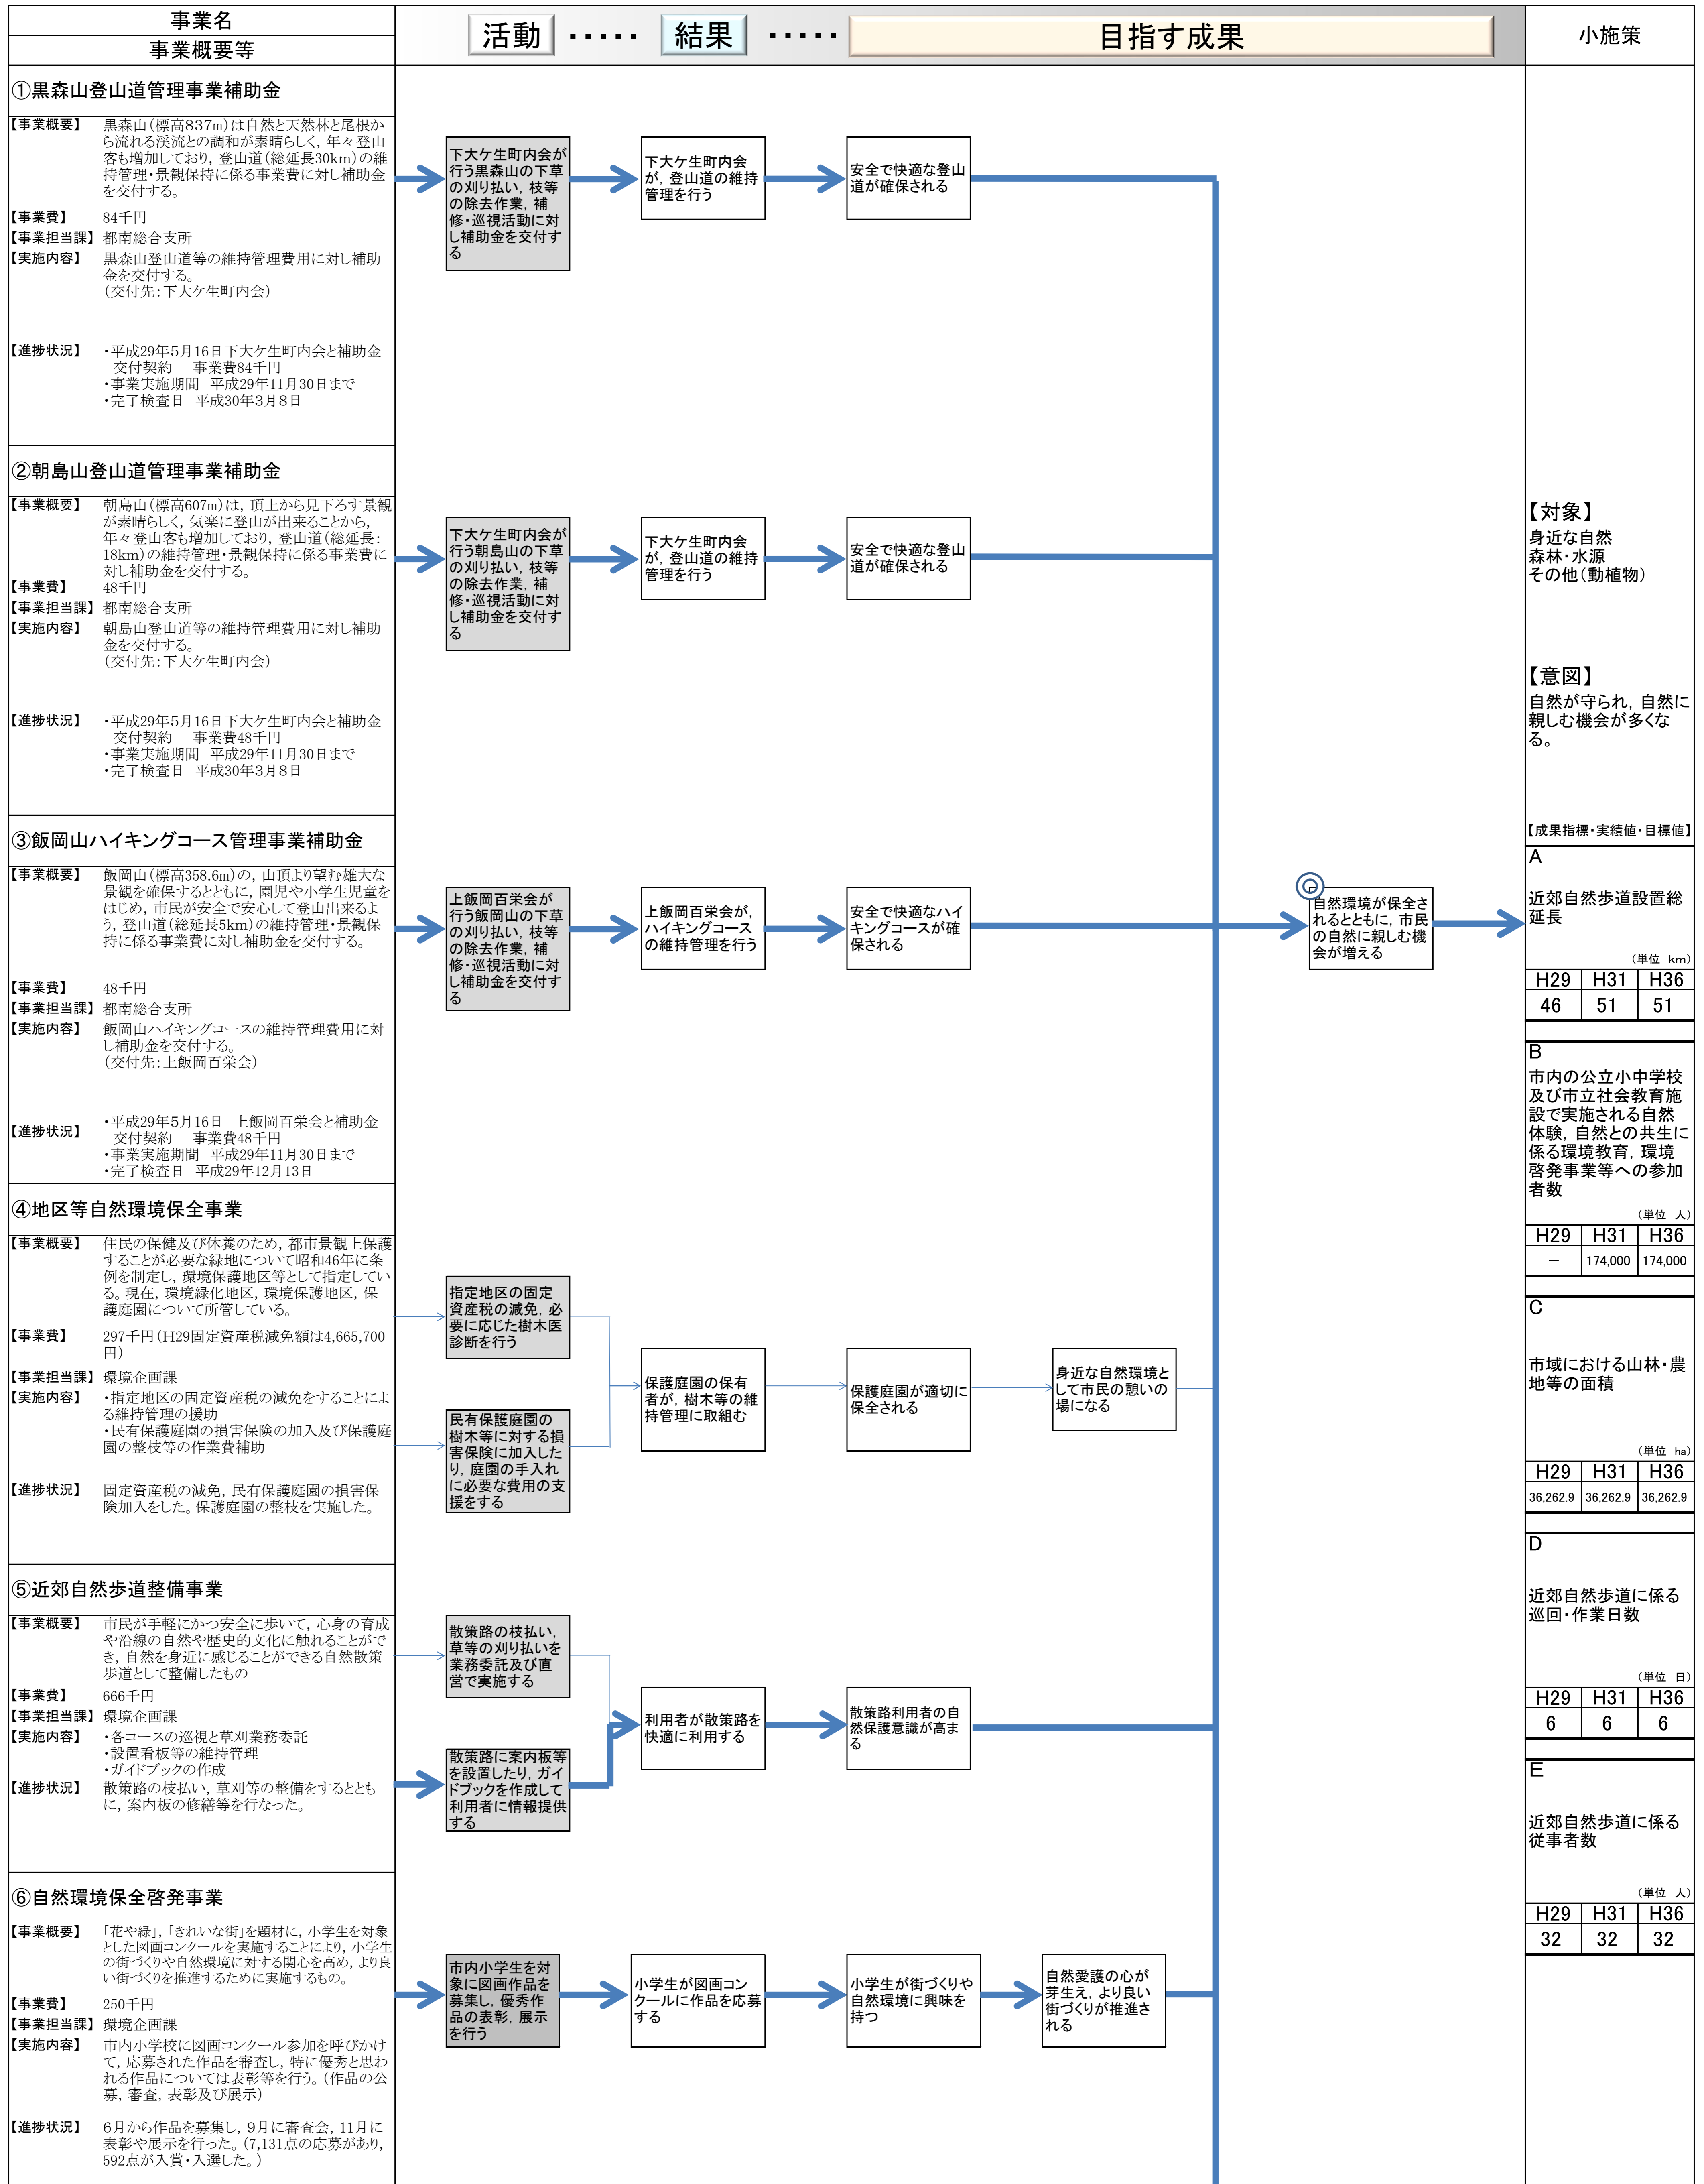 事業名
事業概要等
活動 ・・・・・ 結果 ・・・・・ 目指す成果
小施策
①黒森山登山道管理事業補助金
【事業概要】 黒森山(標高837m)は自然と天然林と尾根か
ら流れる渓流との調和が素晴らしく，年々登山
客も増加しており，登山道(総延長30km)の維
持管理・景観保持に係る事業費に対し補助金
を交付する。
【事業費】 84千円
【事業担当課】 都南総合支所
【実施内容】 黒森山登山道等の維持管理費用に対し補助
金を交付する。
(交付先：下大ケ生町内会)
【進捗状況】 ・平成29年5月16日下大ケ生町内会と補助金
交付契約 事業費84千円
・事業実施期間 平成29年11月30日まで
・完了検査日 平成30年3月8日
下大ケ生町内会が
行う黒森山の下草
の刈り払い，枝等
の除去作業，補
修・巡視活動に対
し補助金を交付す
る
下大ケ生町内会
が，登山道の維持
管理を行う
安全で快適な登山
道が確保される
②朝島山登山道管理事業補助金
【事業概要】 朝島山(標高607m)は，頂上から見下ろす景観
が素晴らしく，気楽に登山が出来ることから，
年々登山客も増加しており，登山道(総延長：
18km)の維持管理・景観保持に係る事業費に
対し補助金を交付する。
【事業費】 48千円
【事業担当課】 都南総合支所
【実施内容】 朝島山登山道等の維持管理費用に対し補助
金を交付する。
(交付先：下大ケ生町内会)
【進捗状況】 ・平成29年5月16日下大ケ生町内会と補助金
交付契約 事業費48千円
・事業実施期間 平成29年11月30日まで
・完了検査日 平成30年3月8日
下大ケ生町内会が
行う朝島山の下草
の刈り払い，枝等
の除去作業，補
修・巡視活動に対
し補助金を交付す
る
下大ケ生町内会
が，登山道の維持
管理を行う
安全で快適な登山
道が確保される
③飯岡山ハイキングコース管理事業補助金
【事業概要】 飯岡山(標高358.6m)の，山頂より望む雄大な
景観を確保するとともに，園児や小学生児童を
はじめ，市民が安全で安心して登山出来るよ
う，登山道(総延長5km)の維持管理・景観保
持に係る事業費に対し補助金を交付する。
【事業費】 48千円
【事業担当課】 都南総合支所
【実施内容】 飯岡山ハイキングコースの維持管理費用に対
し補助金を交付する。
(交付先：上飯岡百栄会)
【進捗状況】 ・平成29年5月16日 上飯岡百栄会と補助金
交付契約 事業費48千円
・事業実施期間 平成29年11月30日まで
・完了検査日 平成29年12月13日
上飯岡百栄会が
行う飯岡山の下草
の刈り払い，枝等
の除去作業，補
修・巡視活動に対
し補助金を交付す
る
上飯岡百栄会が，
ハイキングコース
の維持管理を行う
安全で快適なハイ
キングコースが確
保される
◎
自然環境が保全さ
れるとともに，市民
の自然に親しむ機
会が増える
④地区等自然環境保全事業
【事業概要】 住民の保健及び休養のため，都市景観上保護
することが必要な緑地について昭和46年に条
例を制定し，環境保護地区等として指定してい
る。現在，環境緑化地区，環境保護地区，保
護庭園について所管している。
【事業費】 297千円(H29固定資産税減免額は4,665,700
円)
【事業担当課】 環境企画課
【実施内容】 ・指定地区の固定資産税の減免をすることによ
る維持管理の援助
・民有保護庭園の損害保険の加入及び保護庭
園の整枝等の作業費補助
【進捗状況】 固定資産税の減免，民有保護庭園の損害保
険加入をした。保護庭園の整枝を実施した。
指定地区の固定
資産税の減免，必
要に応じた樹木医
診断を行う
民有保護庭園の
樹木等に対する損
害保険に加入した
り，庭園の手入れ
に必要な費用の支
援をする
保護庭園の保有
者が，樹木等の維
持管理に取組む
保護庭園が適切に
保全される
身近な自然環境と
して市民の憩いの
場になる
⑤近郊自然歩道整備事業
【事業概要】 市民が手軽にかつ安全に歩いて，心身の育成
や沿線の自然や歴史的文化に触れることがで
き，自然を身近に感じることができる自然散策
歩道として整備したもの
【事業費】 666千円
【事業担当課】 環境企画課
【実施内容】 ・各コースの巡視と草刈業務委託
・設置看板等の維持管理
・ガイドブックの作成
【進捗状況】 散策路の枝払い，草刈等の整備をするととも
に，案内板の修繕等を行なった。
散策路の枝払い，
草等の刈り払いを
業務委託及び直
営で実施する
散策路に案内板等
を設置したり，ガイ
ドブックを作成して
利用者に情報提供
する
利用者が散策路を
快適に利用する
散策路利用者の自
然保護意識が高ま
る
⑥自然環境保全啓発事業
【事業概要】 「花や緑」，「きれいな街」を題材に，小学生を対象
とした図画コンクールを実施することにより，小学生
の街づくりや自然環境に対する関心を高め，より良
い街づくりを推進するために実施するもの。
【事業費】 250千円
【事業担当課】 環境企画課
【実施内容】 市内小学校に図画コンクール参加を呼びかけ
て，応募された作品を審査し，特に優秀と思わ
れる作品については表彰等を行う。(作品の公
募，審査，表彰及び展示)
【進捗状況】 6月から作品を募集し，9月に審査会，11月に
表彰や展示を行った。(7,131点の応募があり，
592点が入賞・入選した。)
市内小学生を対
象に図画作品を
募集し，優秀作
品の表彰，展示
を行う
小学生が図画コン
クールに作品を応募
する
小学生が街づくりや
自然環境に興味を
持つ
自然愛護の心が
芽生え，より良い
街づくりが推進さ
れる
【対象】
身近な自然
森林・水源
その他(動植物)
【意図】
自然が守られ，自然に
親しむ機会が多くな
る。
【成果指標・実績値・目標値】
A
近郊自然歩道設置総
延長
(単位 km)
H29 H31 H36
46 51 51
B
市内の公立小中学校
及び市立社会教育施
設で実施される自然
体験，自然との共生に
係る環境教育，環境
啓発事業等への参加
者数
(単位 人)
H29 H31 H36
－ 174,000 174,000
C
市域における山林・農
地等の面積
(単位 ha)
H29 H31 H36
36,262.9 36,262.9 36,262.9
D
近郊自然歩道に係る
巡回・作業日数
(単位 日)
H29 H31 H36
6 6 6
E
近郊自然歩道に係る
従事者数
(単位 人)
H29 H31 H36
32 32 32